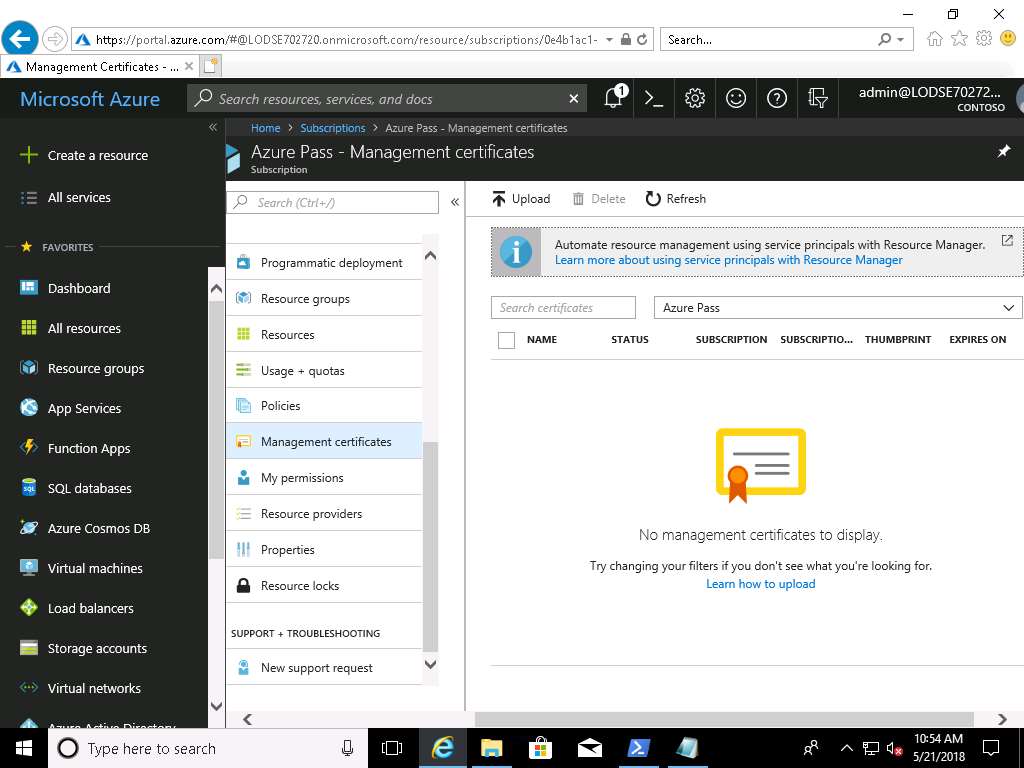 https://portal.azure.com/#@LODSE702720.onmicrosoft.com/resource/subscriptions/0e4b1ac1-
Search...
Management Certificates - ...
Microsoft Azure
Search resources, services, and docs
1
admin@LODSE70272...
CONTOSO
Home > Subscriptions > Azure Pass - Management certificates
Azure Pass - Management certificates
Subscription
Create a resource
All services
FAVORITES
Dashboard
All resources
Resource groups
App Services
Function Apps
SQL databases
Azure Cosmos DB
Virtual machines
Load balancers
Storage accounts
Virtual networks
Azure Active Directory
Search (Ctrl+/)
Programmatic deployment
Resource groups
Resources
Usage + quotas
Policies
Management certificates
My permissions
Resource providers
Properties
Resource locks
SUPPORT + TROUBLESHOOTING
New support request
Upload Delete Refresh
Automate resource management using service principals with Resource Manager.
Learn more about using service principals with Resource Manager
Search certificates
Azure Pass
NAME STATUS SUBSCRIPTION SUBSCRIPTIO... THUMBPRINT EXPIRES ON
No management certificates to display.
Try changing your filters if you don't see what you're looking for.
Learn how to upload
Type here to search
10:54 AM
5/21/2018